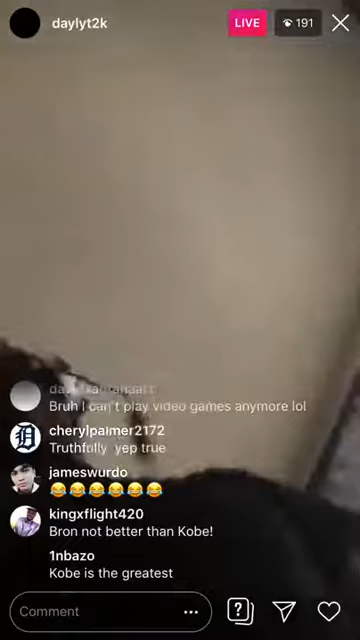 daylyt2k
LIVE
191
Bruh I can't play video games anymore lol
cherylpalmer2172
Truthfully yep true
jameswurdo
😂😂😂😂😂😂
kingxflight420
Bron not better than Kobe!
1nbazo
Kobe is the greatest
Comment